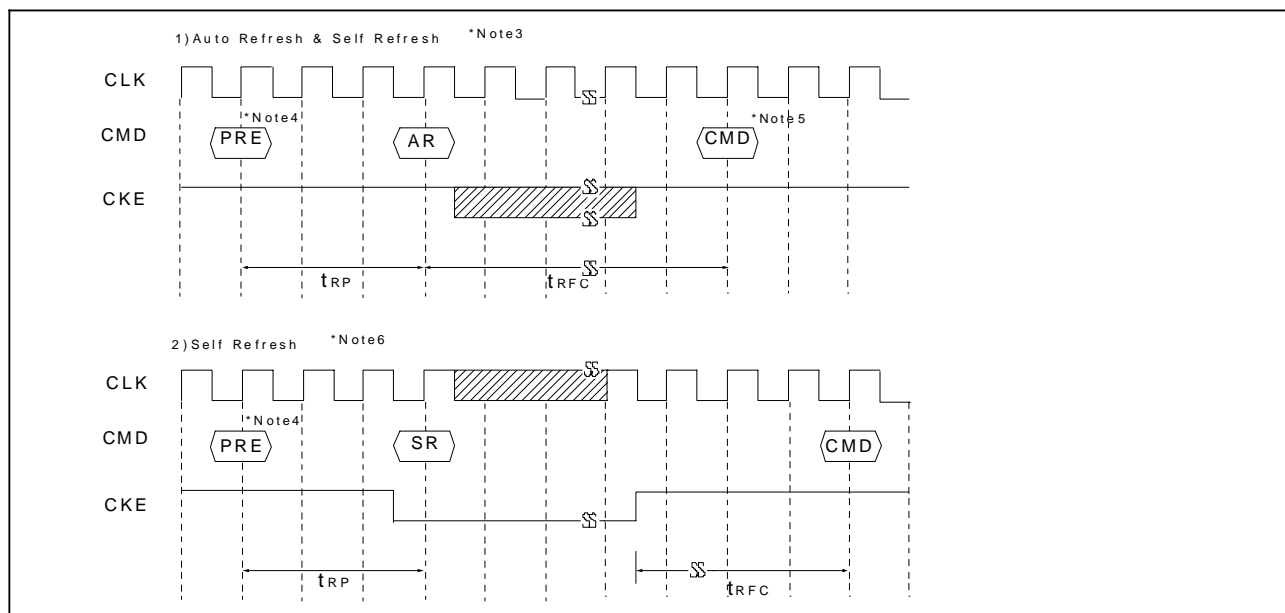 1)Auto Refresh & Self Refresh *Note3
CLK
*Note4 *Note5
CMD PRE AR CMD
CKE
tRP tRFC
2)Self Refresh *Note6
CLK
*Note4
CMD PRE SR CMD
CKE
tRP tRFC